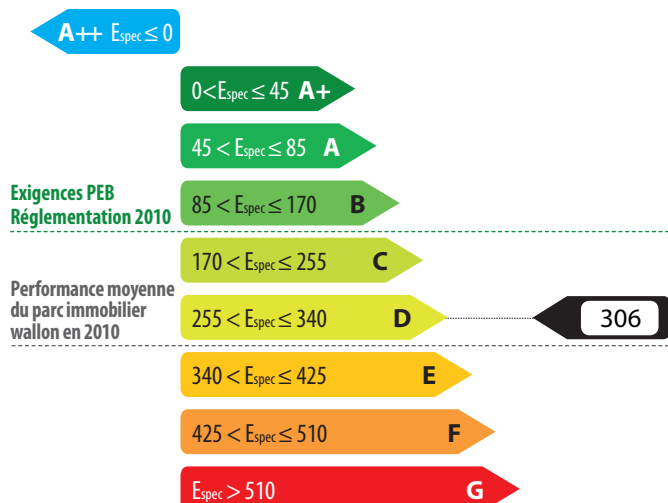 A++ Espec ≤ 0
0<Espec ≤ 45 A+
45 < Espec ≤ 85 A
Exigences PEB
Réglementation 2010
85 < Espec ≤ 170 B
170 < Espec ≤ 255 C
Performance moyenne
du parc immobilier
wallon en 2010
255 < Espec ≤ 340 D
306
340 < Espec ≤ 425 E
425 < Espec ≤ 510 F
Espec > 510 G